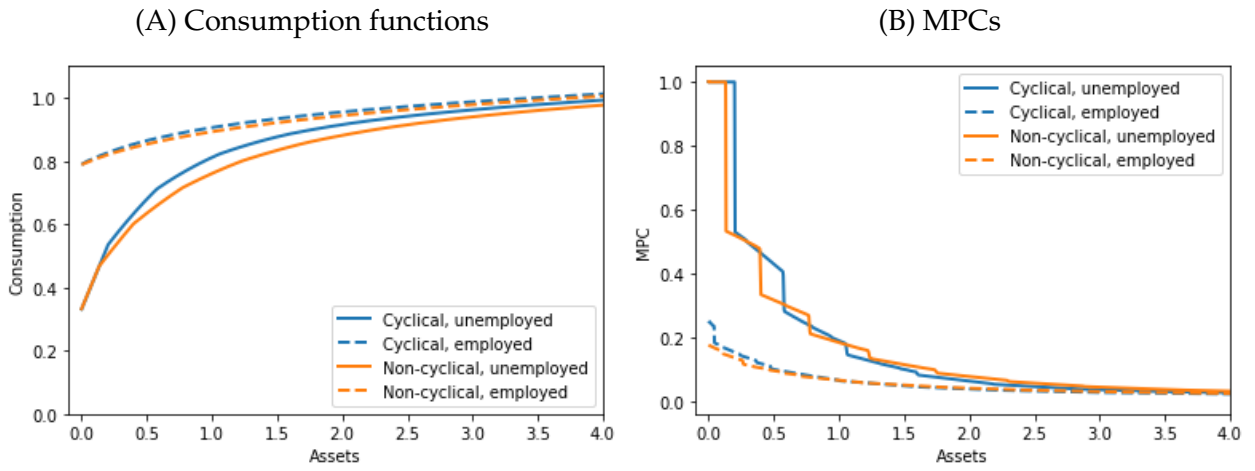 (A) Consumption functions
1.0
0.8
0.6
0.4
0.2
0.0
Consumption
0.0 0.5 1.0 1.5 2.0 2.5 3.0 3.5 4.0
Assets
Cyclical, unemployed
Cyclical, employed
Non-cyclical, unemployed
Non-cyclical, employed
(B) MPCs
1.0
0.8
0.6
0.4
0.2
0.0
MPC
0.0 0.5 1.0 1.5 2.0 2.5 3.0 3.5 4.0
Assets
Cyclical, unemployed
Cyclical, employed
Non-cyclical, unemployed
Non-cyclical, employed